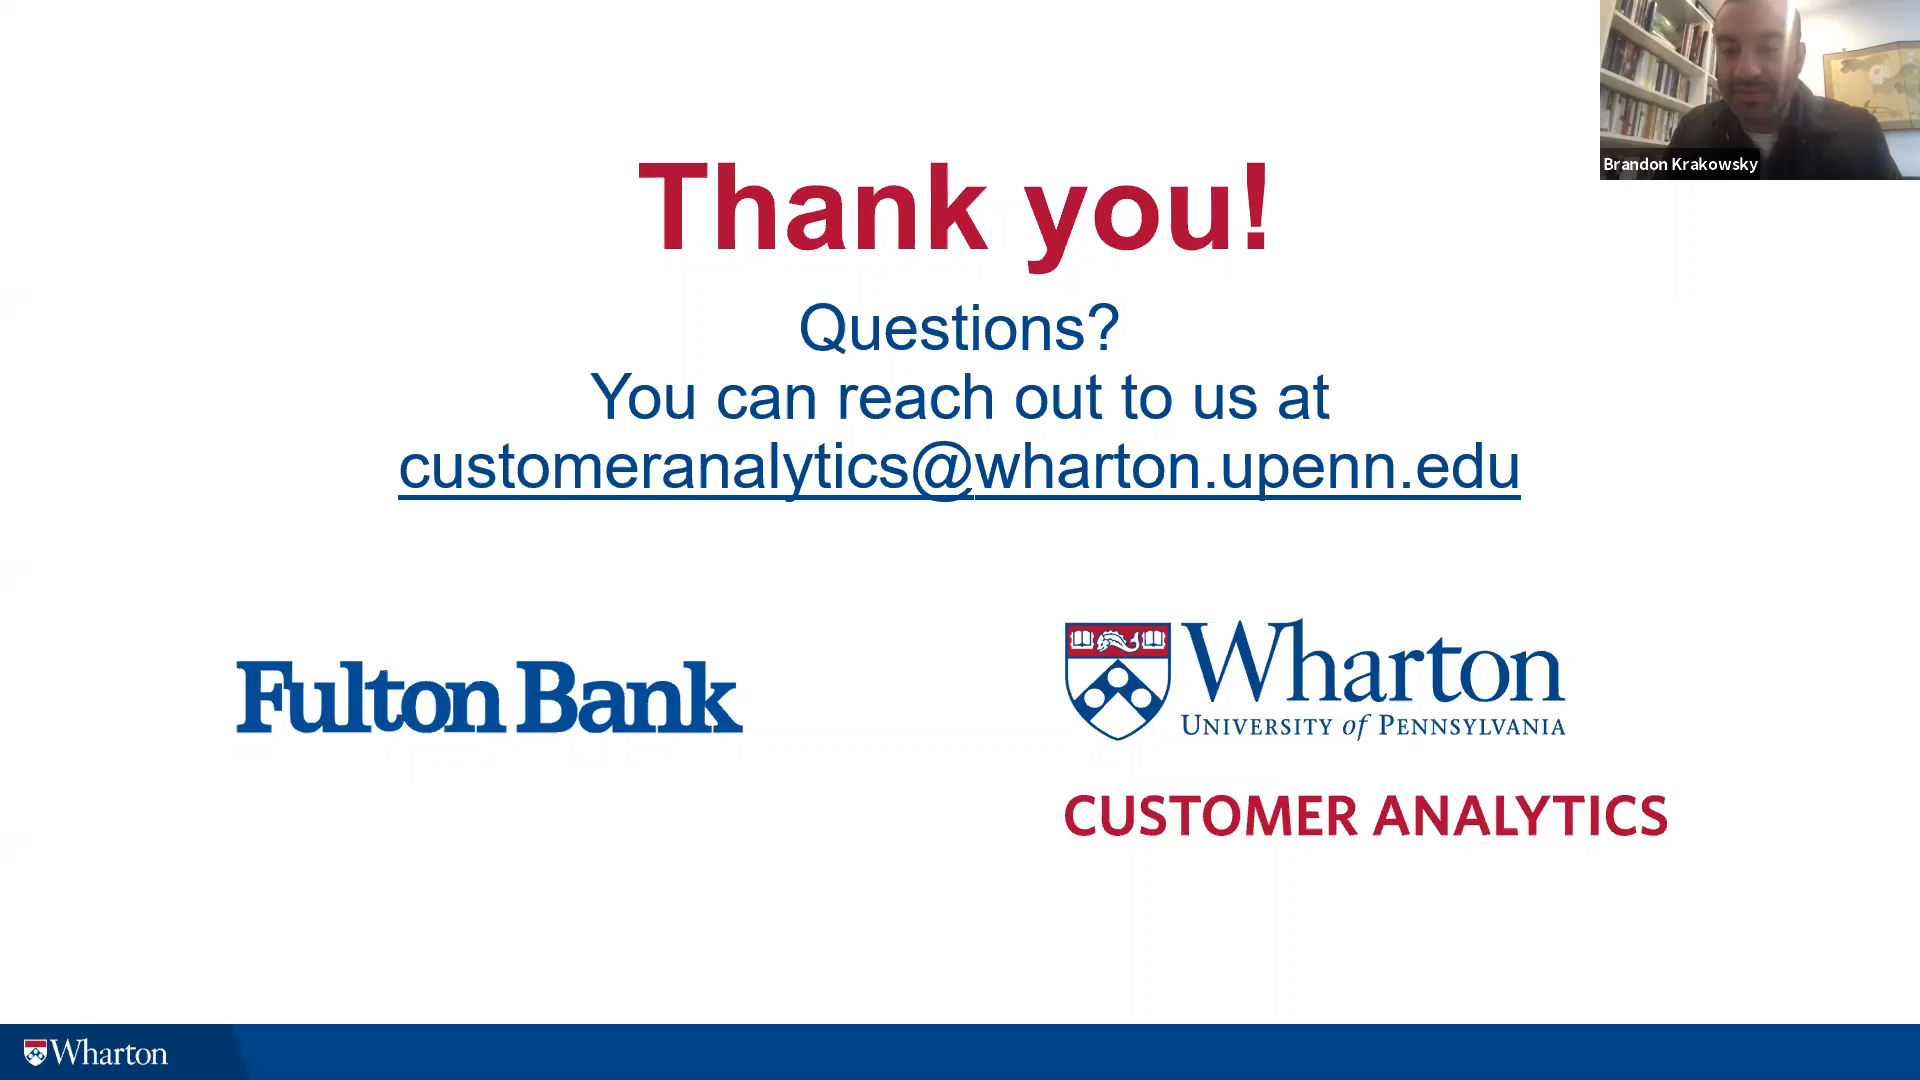 Brandon Krakowsky
Thank you!
Questions?
You can reach out to us at
customeranalytics@wharton.upenn.edu
Fulton Bank
Wharton
UNIVERSITY of PENNSYLVANIA
CUSTOMER ANALYTICS
Wharton